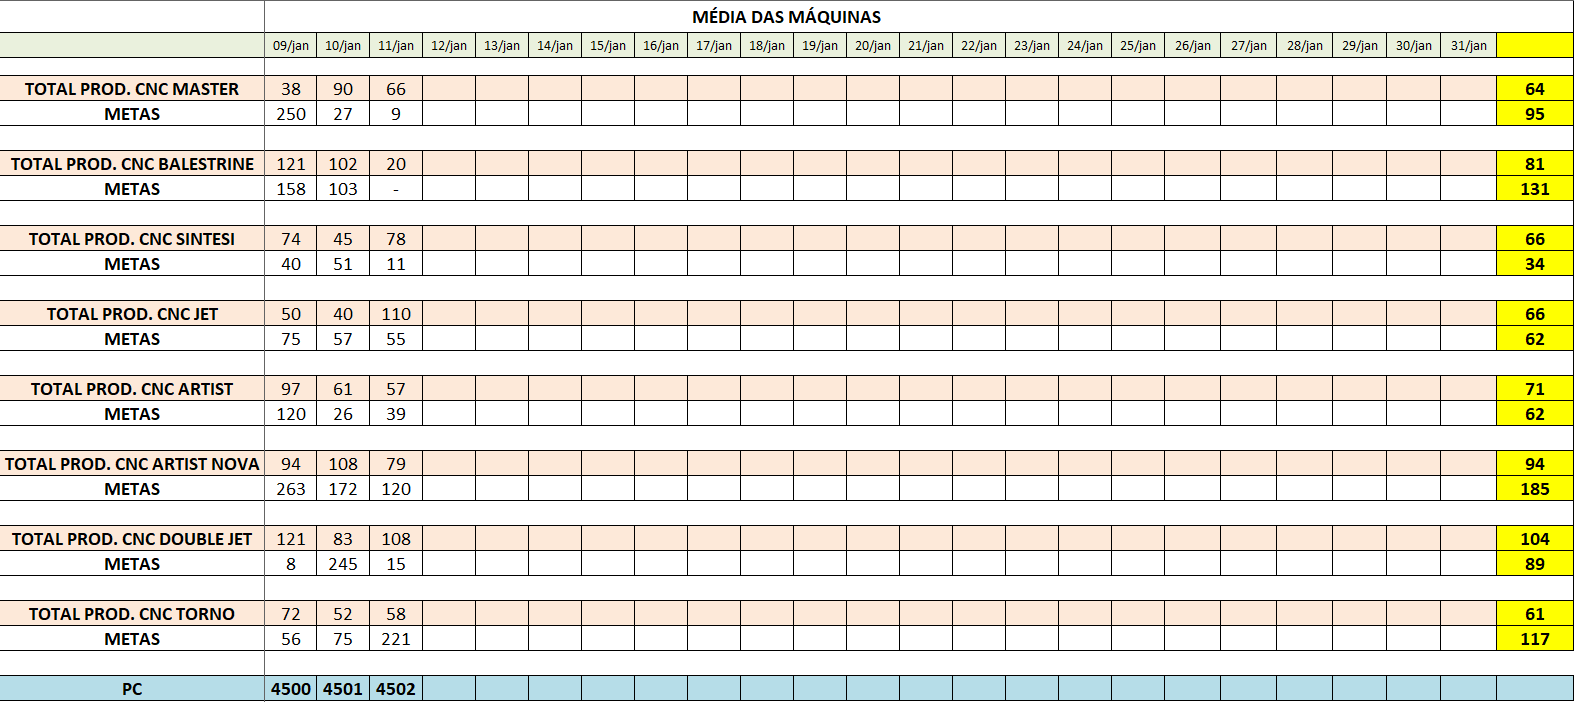 MÉDIA DAS MÁQUINAS
09/jan 10/jan 11/jan 12/jan 13/jan 14/jan 15/jan 16/jan 17/jan 18/jan 19/jan 20/jan 21/jan 22/jan 23/jan 24/jan 25/jan 26/jan 27/jan 28/jan 29/jan 30/jan 31/jan
TOTAL PROD. CNC MASTER 38 90 66 64
METAS 250 27 9 95
TOTAL PROD. CNC BALESTRINE 121 102 20 81
METAS 158 103 - 131
TOTAL PROD. CNC SINTESI 74 45 78 66
METAS 40 51 11 34
TOTAL PROD. CNC JET 50 40 110 66
METAS 75 57 55 62
TOTAL PROD. CNC ARTIST 97 61 57 71
METAS 120 26 39 62
TOTAL PROD. CNC ARTIST NOVA 94 108 79 94
METAS 263 172 120 185
TOTAL PROD. CNC DOUBLE JET 121 83 108 104
METAS 8 245 15 89
TOTAL PROD. CNC TORNO 72 52 58 61
METAS 56 75 221 117
PC 4500 4501 4502